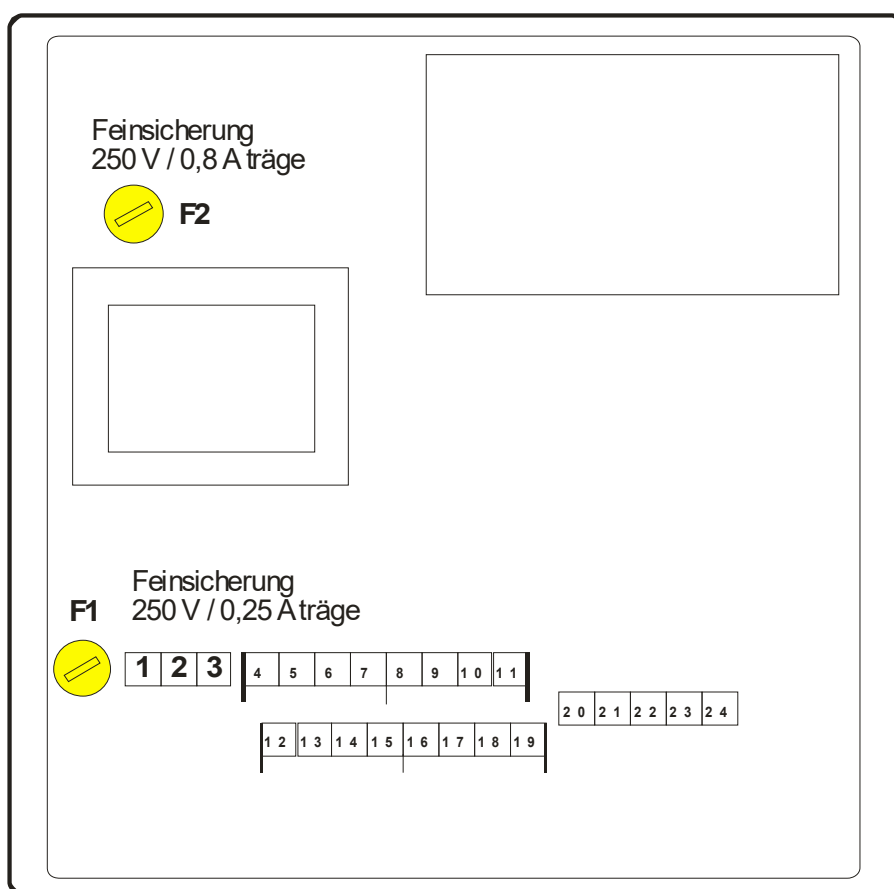 Feinsicherung
250 V / 0,8 A träge
F2
Feinsicherung
F1 250 V / 0,25 A träge
1 2 3 4 5 6 7 8 9 10 11
20 21 22 23 24
12 13 14 15 16 17 18 19